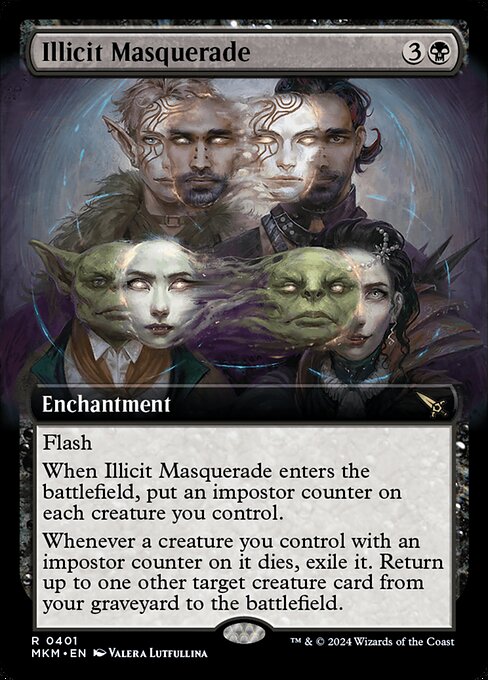 Illicit Masquerade 3
Enchantment
Flash
When Illicit Masquerade enters the
battlefield, put an impostor counter on
each creature you control.
Whenever a creature you control with an
impostor counter on it dies, exile it. Return
up to one other target creature card from
your graveyard to the battlefield.
R 0401
MKM • EN Valera Lutfullina
™ & © 2024 Wizards of the Coast